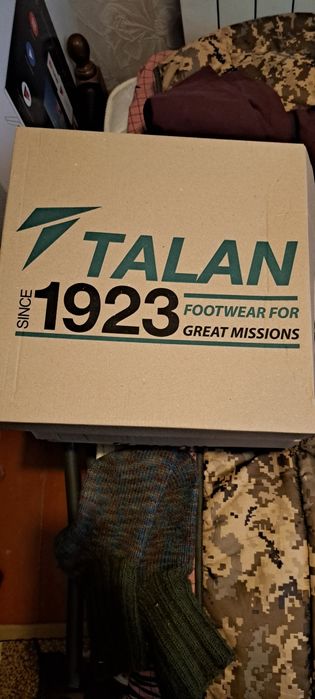 TALAN
SINCE 1923
FOOTWEAR FOR
GREAT MISSIONS